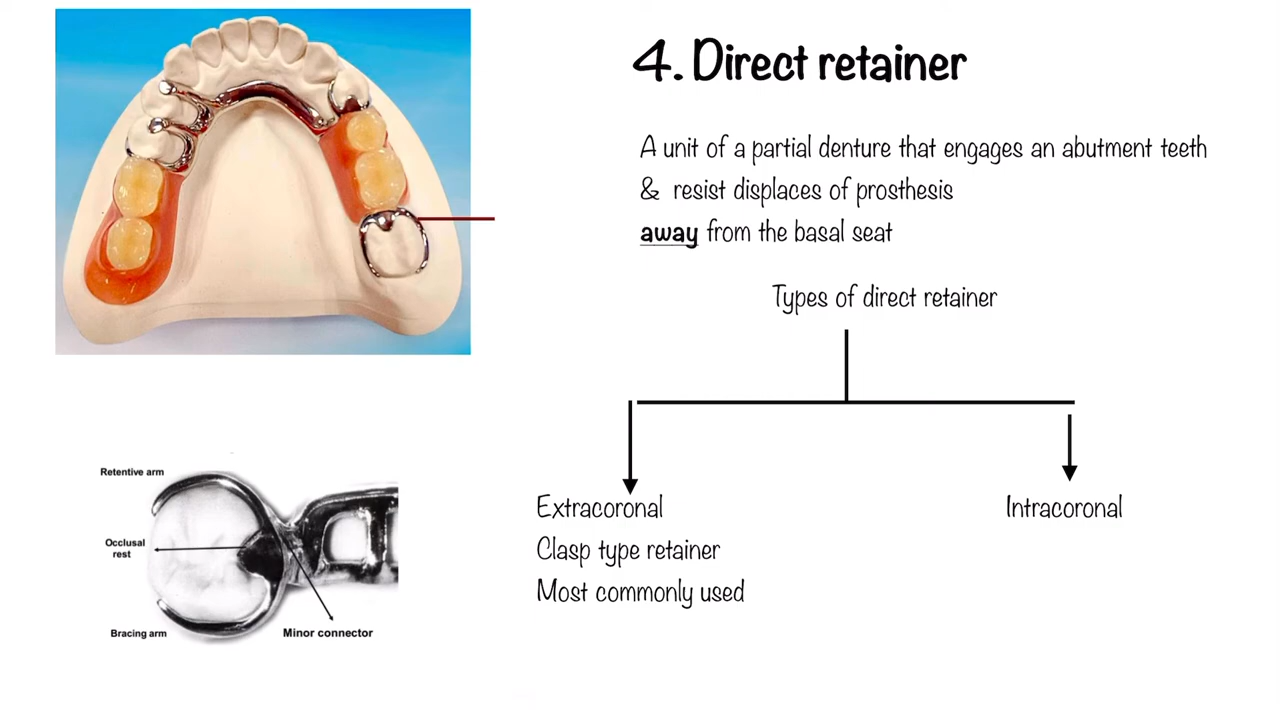 4. Direct retainer
A unit of a partial denture that engages an abutment teeth
& resist displaces of prosthesis
away from the basal seat
Types of direct retainer
Extracoronal
Clasp type retainer
Most commonly used
Intracoronal
Retentive arm
Occlusal
rest
Bracing arm
Minor connector